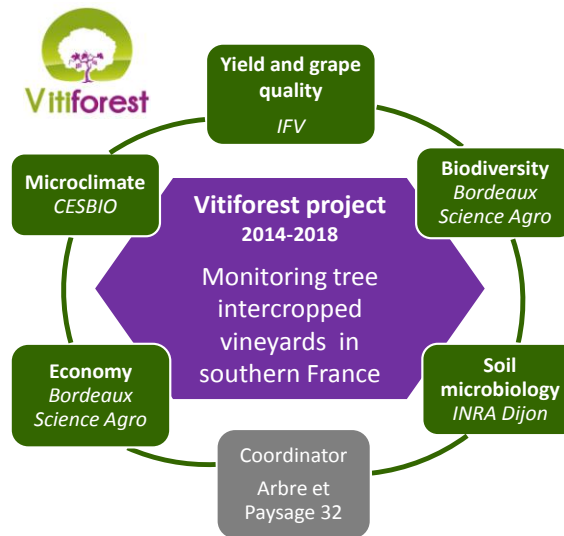 Vitiforest
Yield and grape
quality
IFV
Microclimate
CESBIO
Biodiversity
Bordeaux
Science Agro
Vitiforest project
2014-2018
Monitoring tree
intercropped
vineyards in
southern France
Economy
Bordeaux
Science Agro
Soil
microbiology
INRA Dijon
Coordinator
Arbre et
Paysage 32